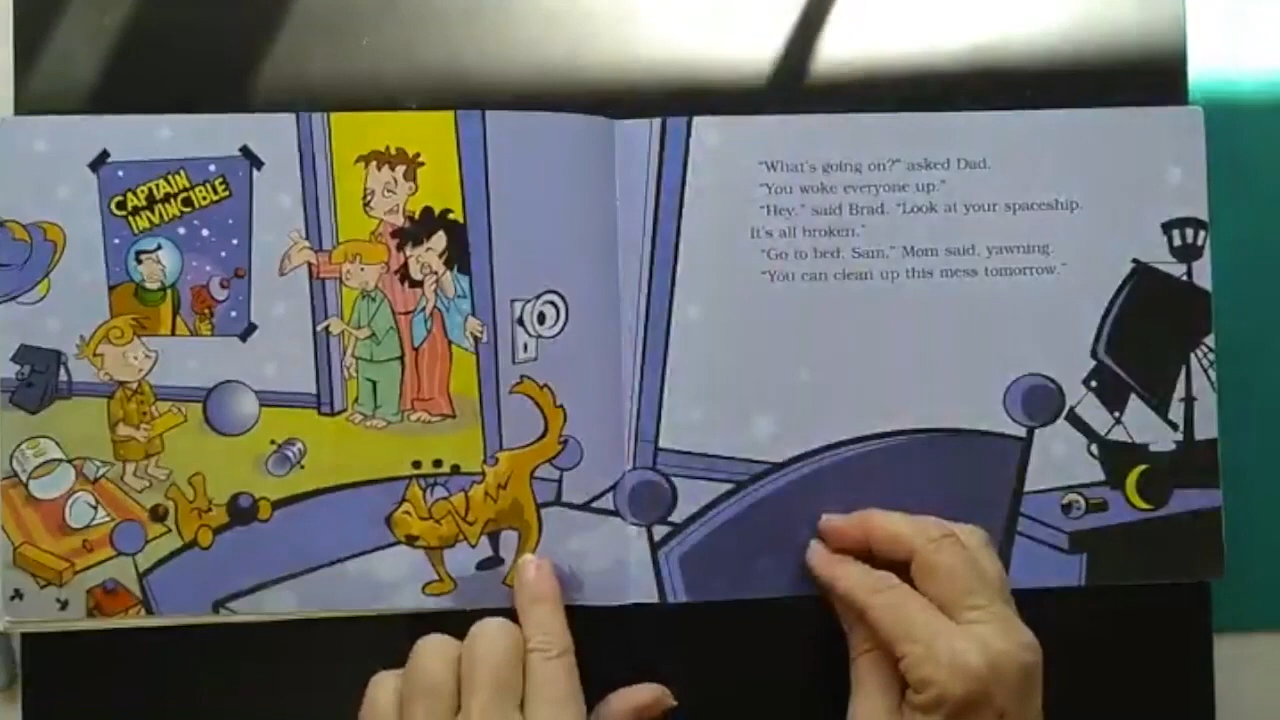 CAPTAIN
INVINCIBLE
"What's going on?" asked Dad.
"You woke everyone up."
"Hey," said Brad. "Look at your spaceship.
It's all broken."
"Go to bed, Sam," Mom said, yawning.
"You can clean up this mess tomorrow."